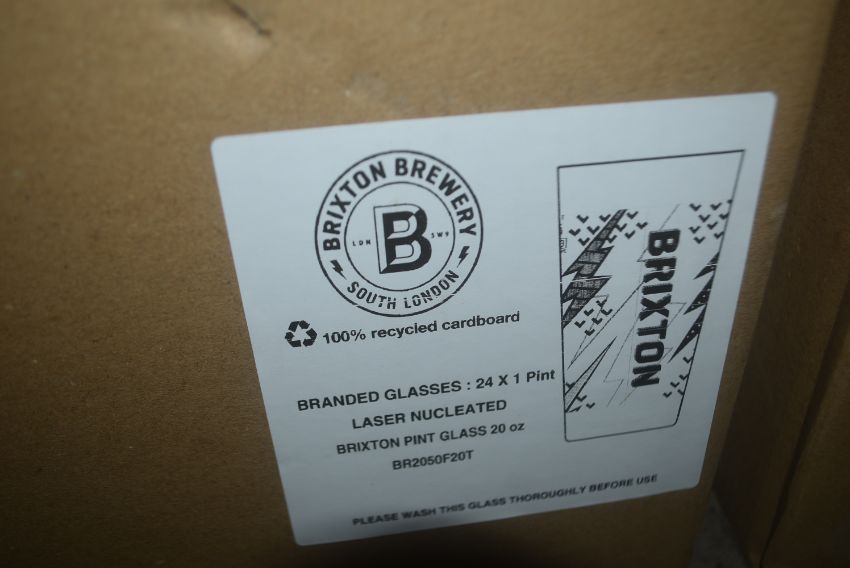 BRIXTON BREWERY
LDN B SW9
SOUTH LONDON
100% recycled cardboard
BRANDED GLASSES : 24 X 1 Pint
LASER NUCLEATED
BRIXTON PINT GLASS 20 oz
BR2050F20T
PLEASE WASH THIS GLASS THOROUGHLY BEFORE USE
BRIXTON